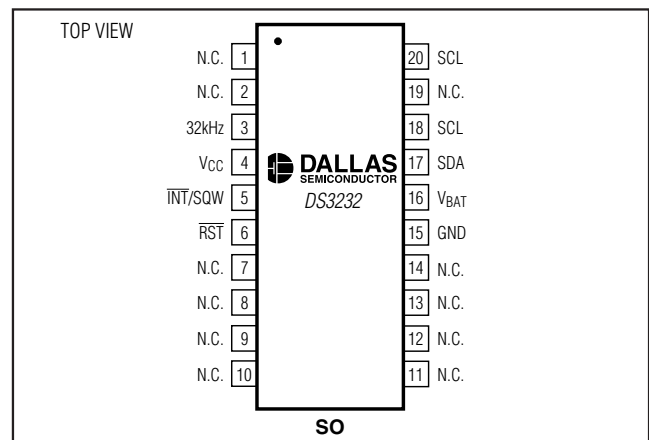 TOP VIEW
N.C. 1
N.C. 2
32kHz 3
VCC 4
INT/SQW 5
RST 6
N.C. 7
N.C. 8
N.C. 9
N.C. 10
DALLAS
SEMICONDUCTOR
DS3232
20 SCL
19 N.C.
18 SCL
17 SDA
16 VBAT
15 GND
14 N.C.
13 N.C.
12 N.C.
11 N.C.
SO